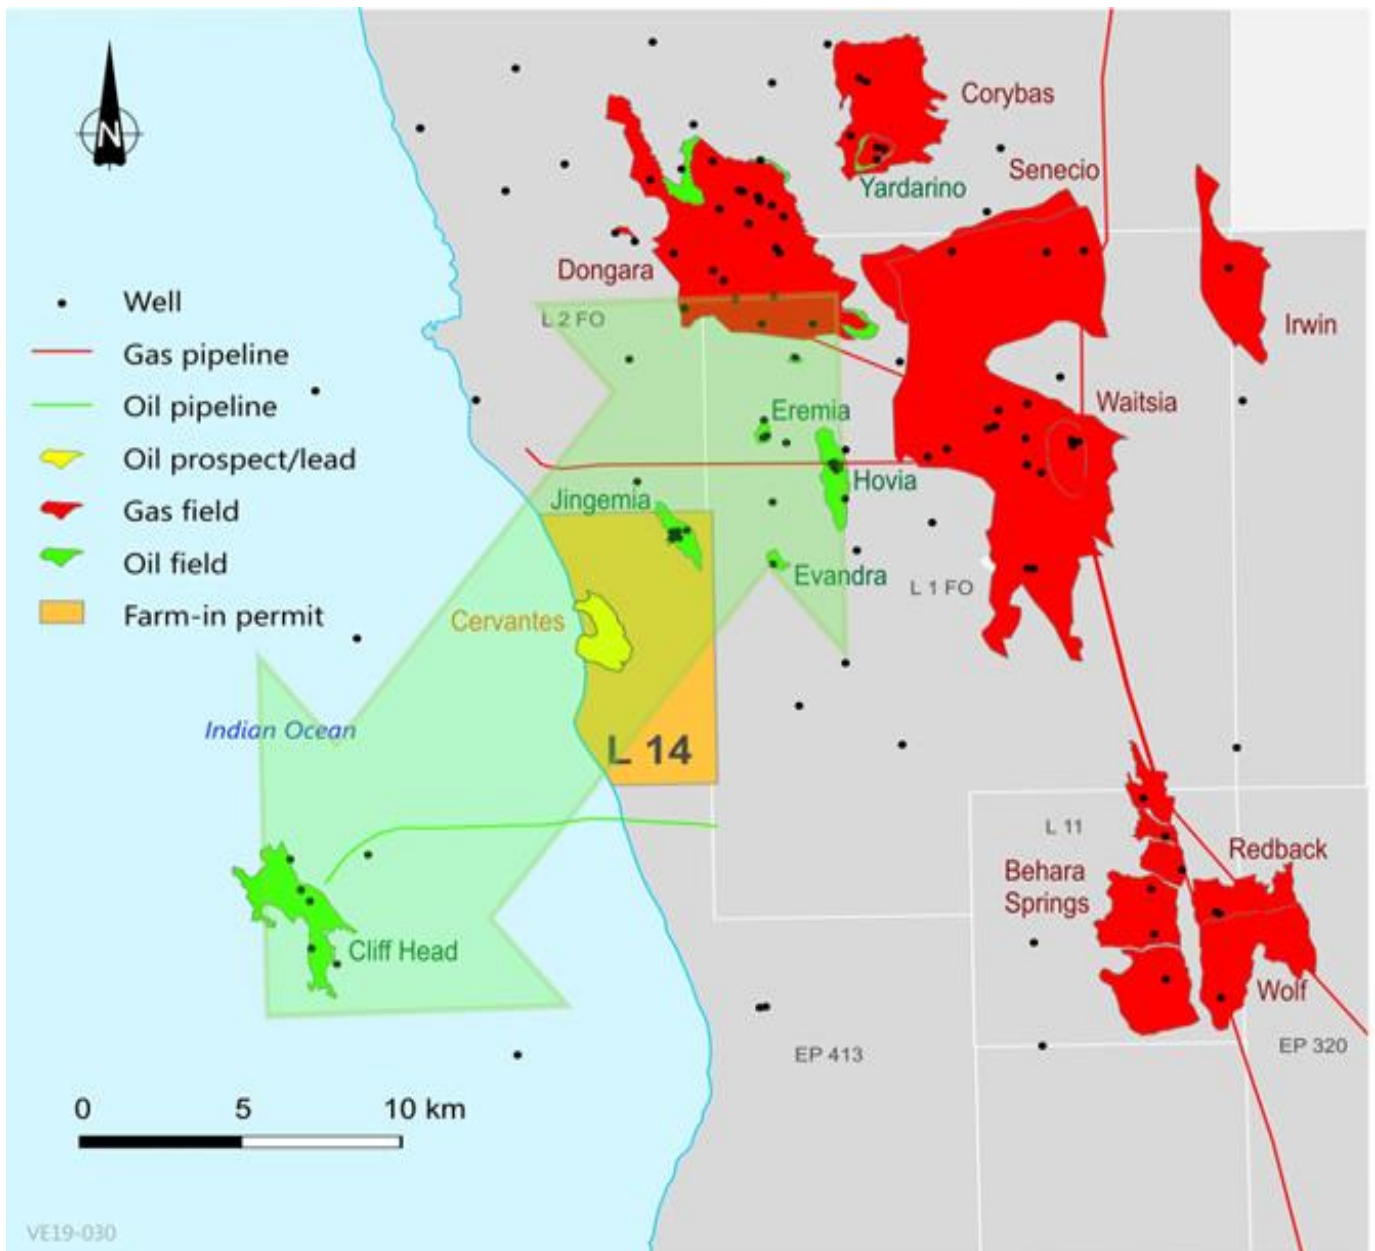 N
Corybas
Senecio
Yardarino
Dongara
L 2 FO
Irwin
Well
Gas pipeline
Oil pipeline
Oil prospect/lead
Gas field
Oil field
Farm-in permit
Waitsia
Eremia
Hovia
Jingemia
Evandra
L 1 FO
Cervantes
Indian Ocean
L 14
L 11
Redback
Behara
Springs
Cliff Head
Wolf
EP 413
EP 320
0 5 10 km
VE19-030